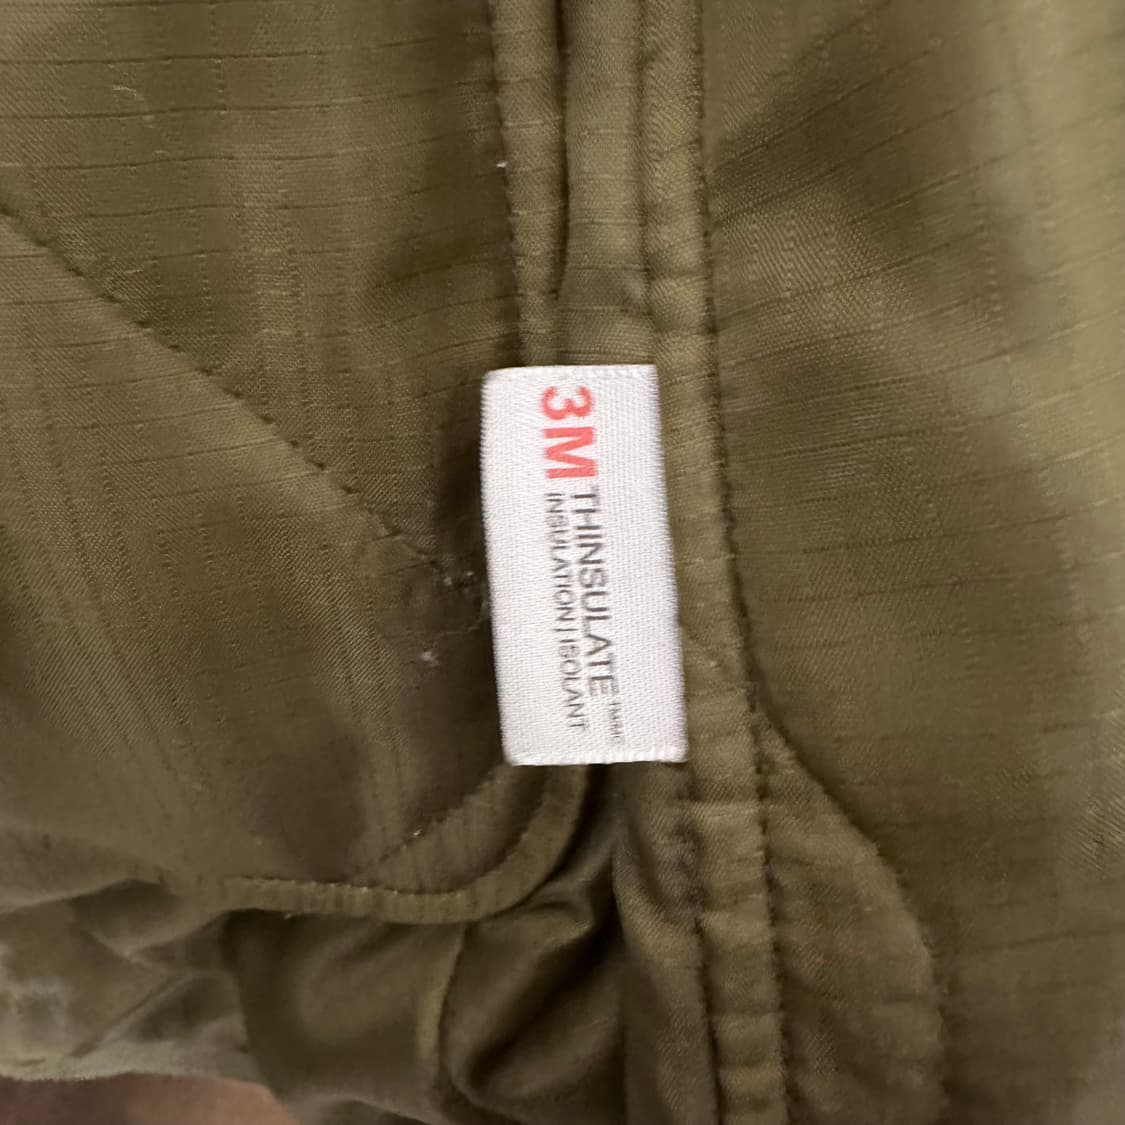 3M THINSULATE
INSULATION | ISOLANT